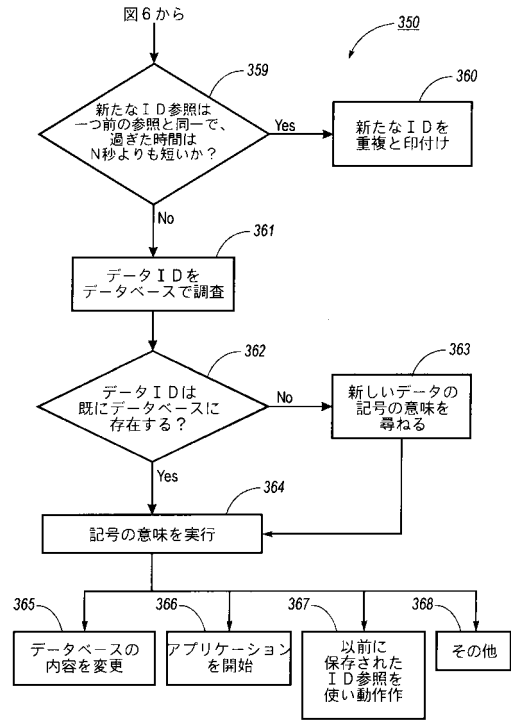 図6から
350
359
新たなID参照は
一つ前の参照と同一で、
過ぎた時間は
N秒よりも短いか?
Yes
360
新たなIDを
重複と印付け
No
361
データIDを
データベースで調査
362
データIDは
既にデータベースに
存在する?
No
363
新しいデータの
記号の意味を
尋ねる
Yes
364
記号の意味を実行
365
データベースの
内容を変更
366
アプリケーション
を開始
367
以前に
保存された
ID参照を
使い動作作
368
その他